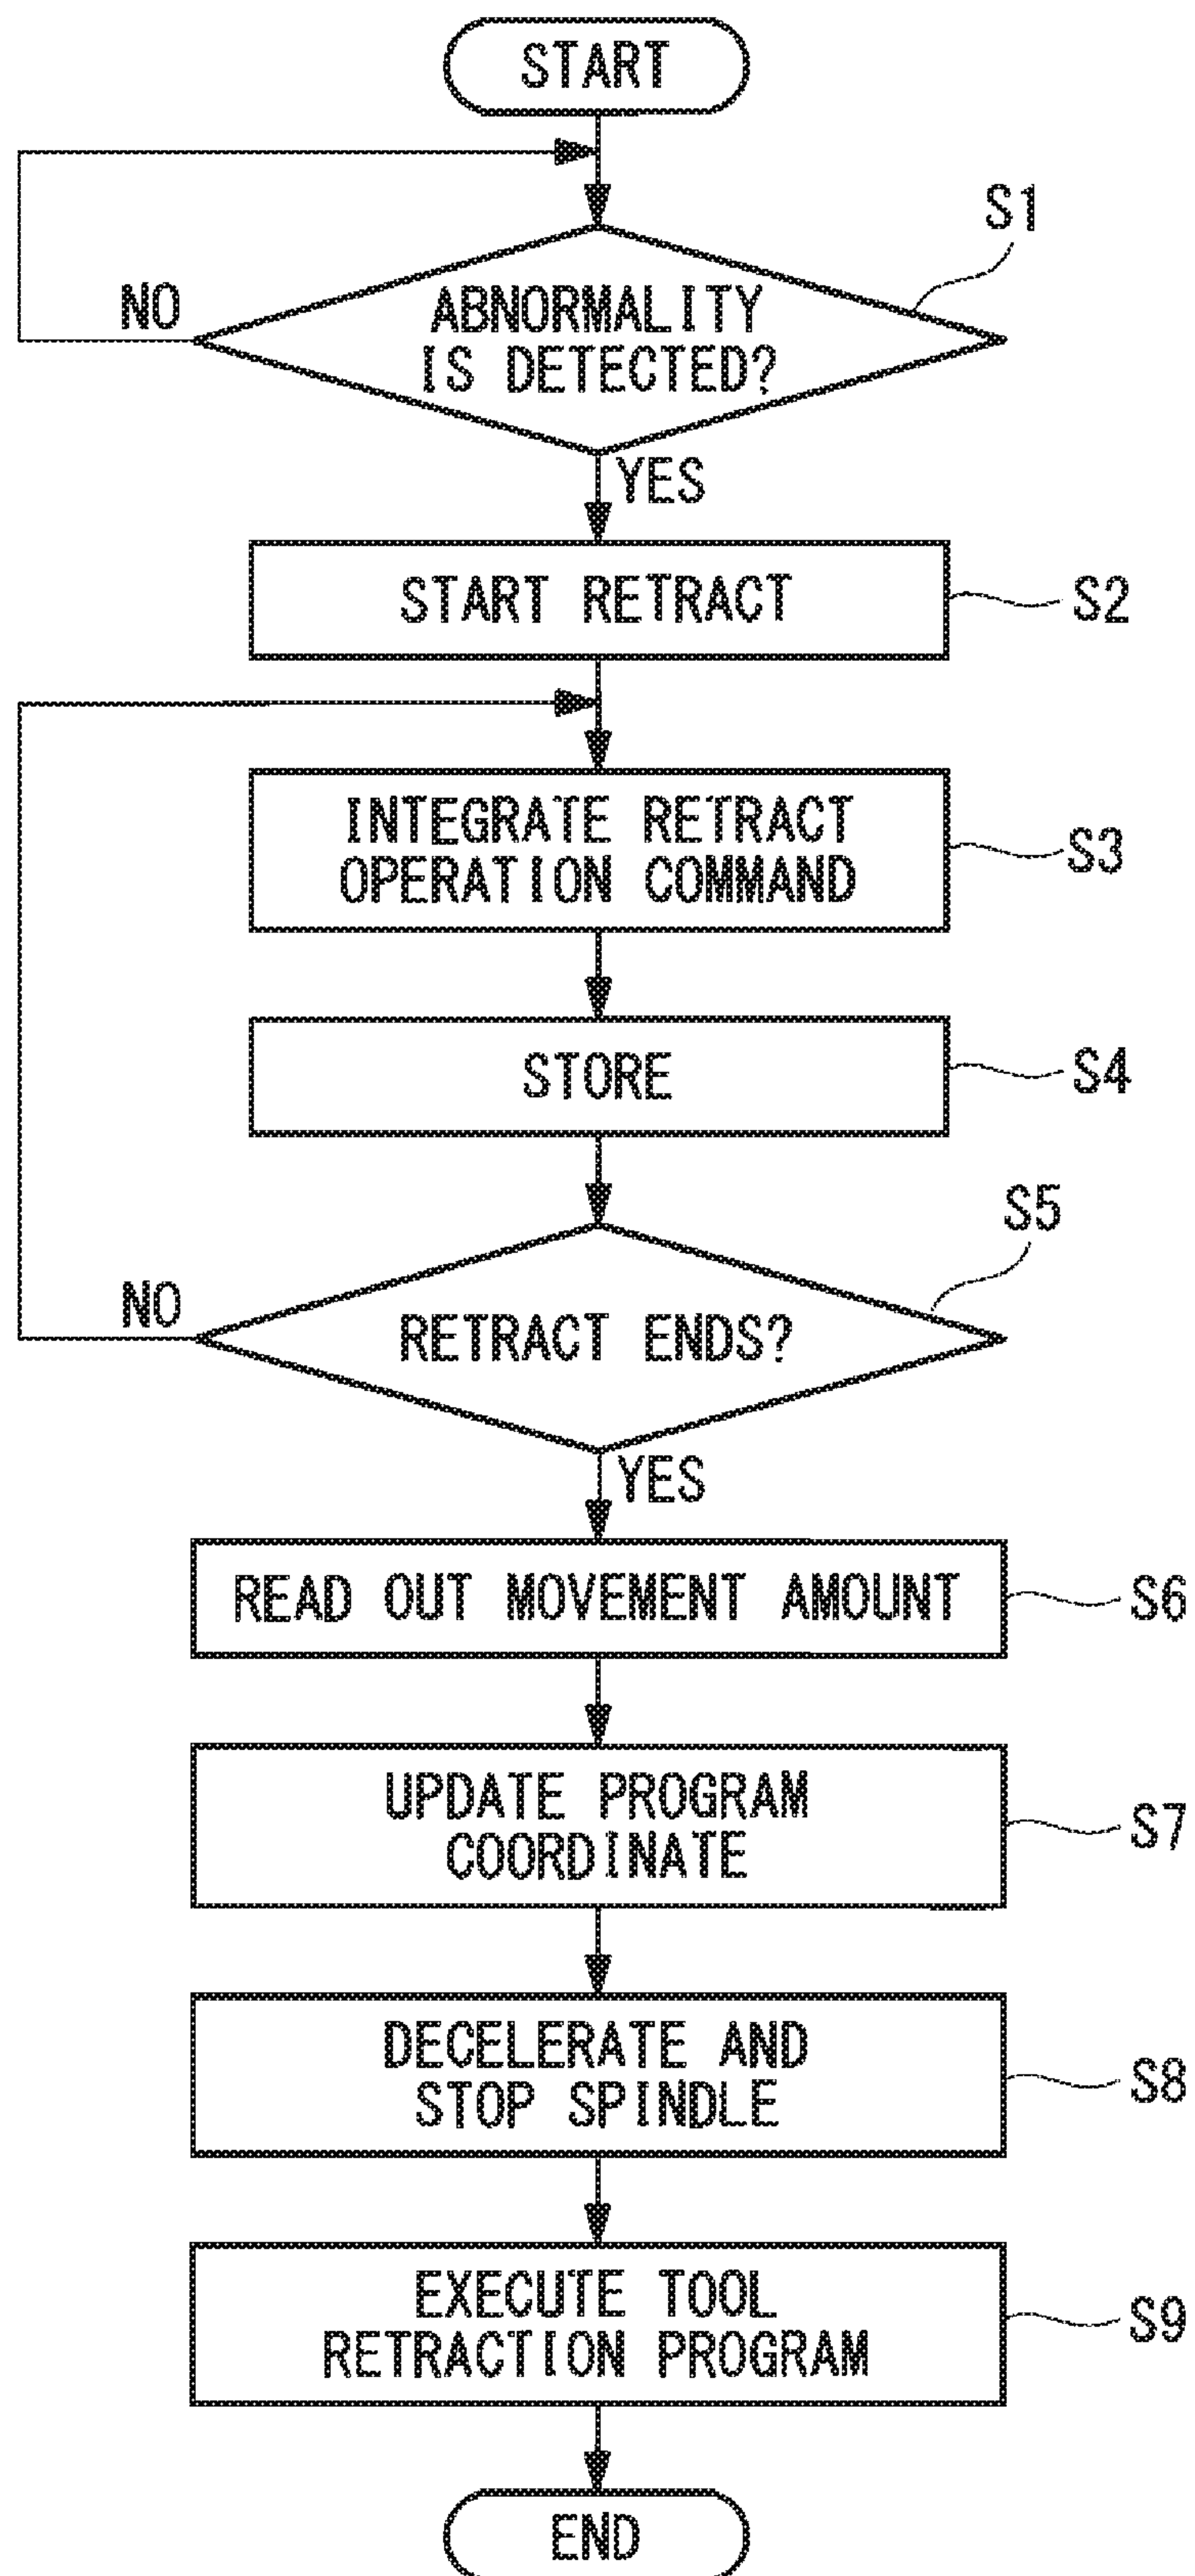 START
S1
NO
ABNORMALITY
IS DETECTED?
YES
START RETRACT
S2
INTEGRATE RETRACT
OPERATION COMMAND
S3
STORE
S4
S5
NO
RETRACT ENDS?
YES
READ OUT MOVEMENT AMOUNT
S6
UPDATE PROGRAM
COORDINATE
S7
DECELERATE AND
STOP SPINDLE
S8
EXECUTE TOOL
RETRACTION PROGRAM
S9
END